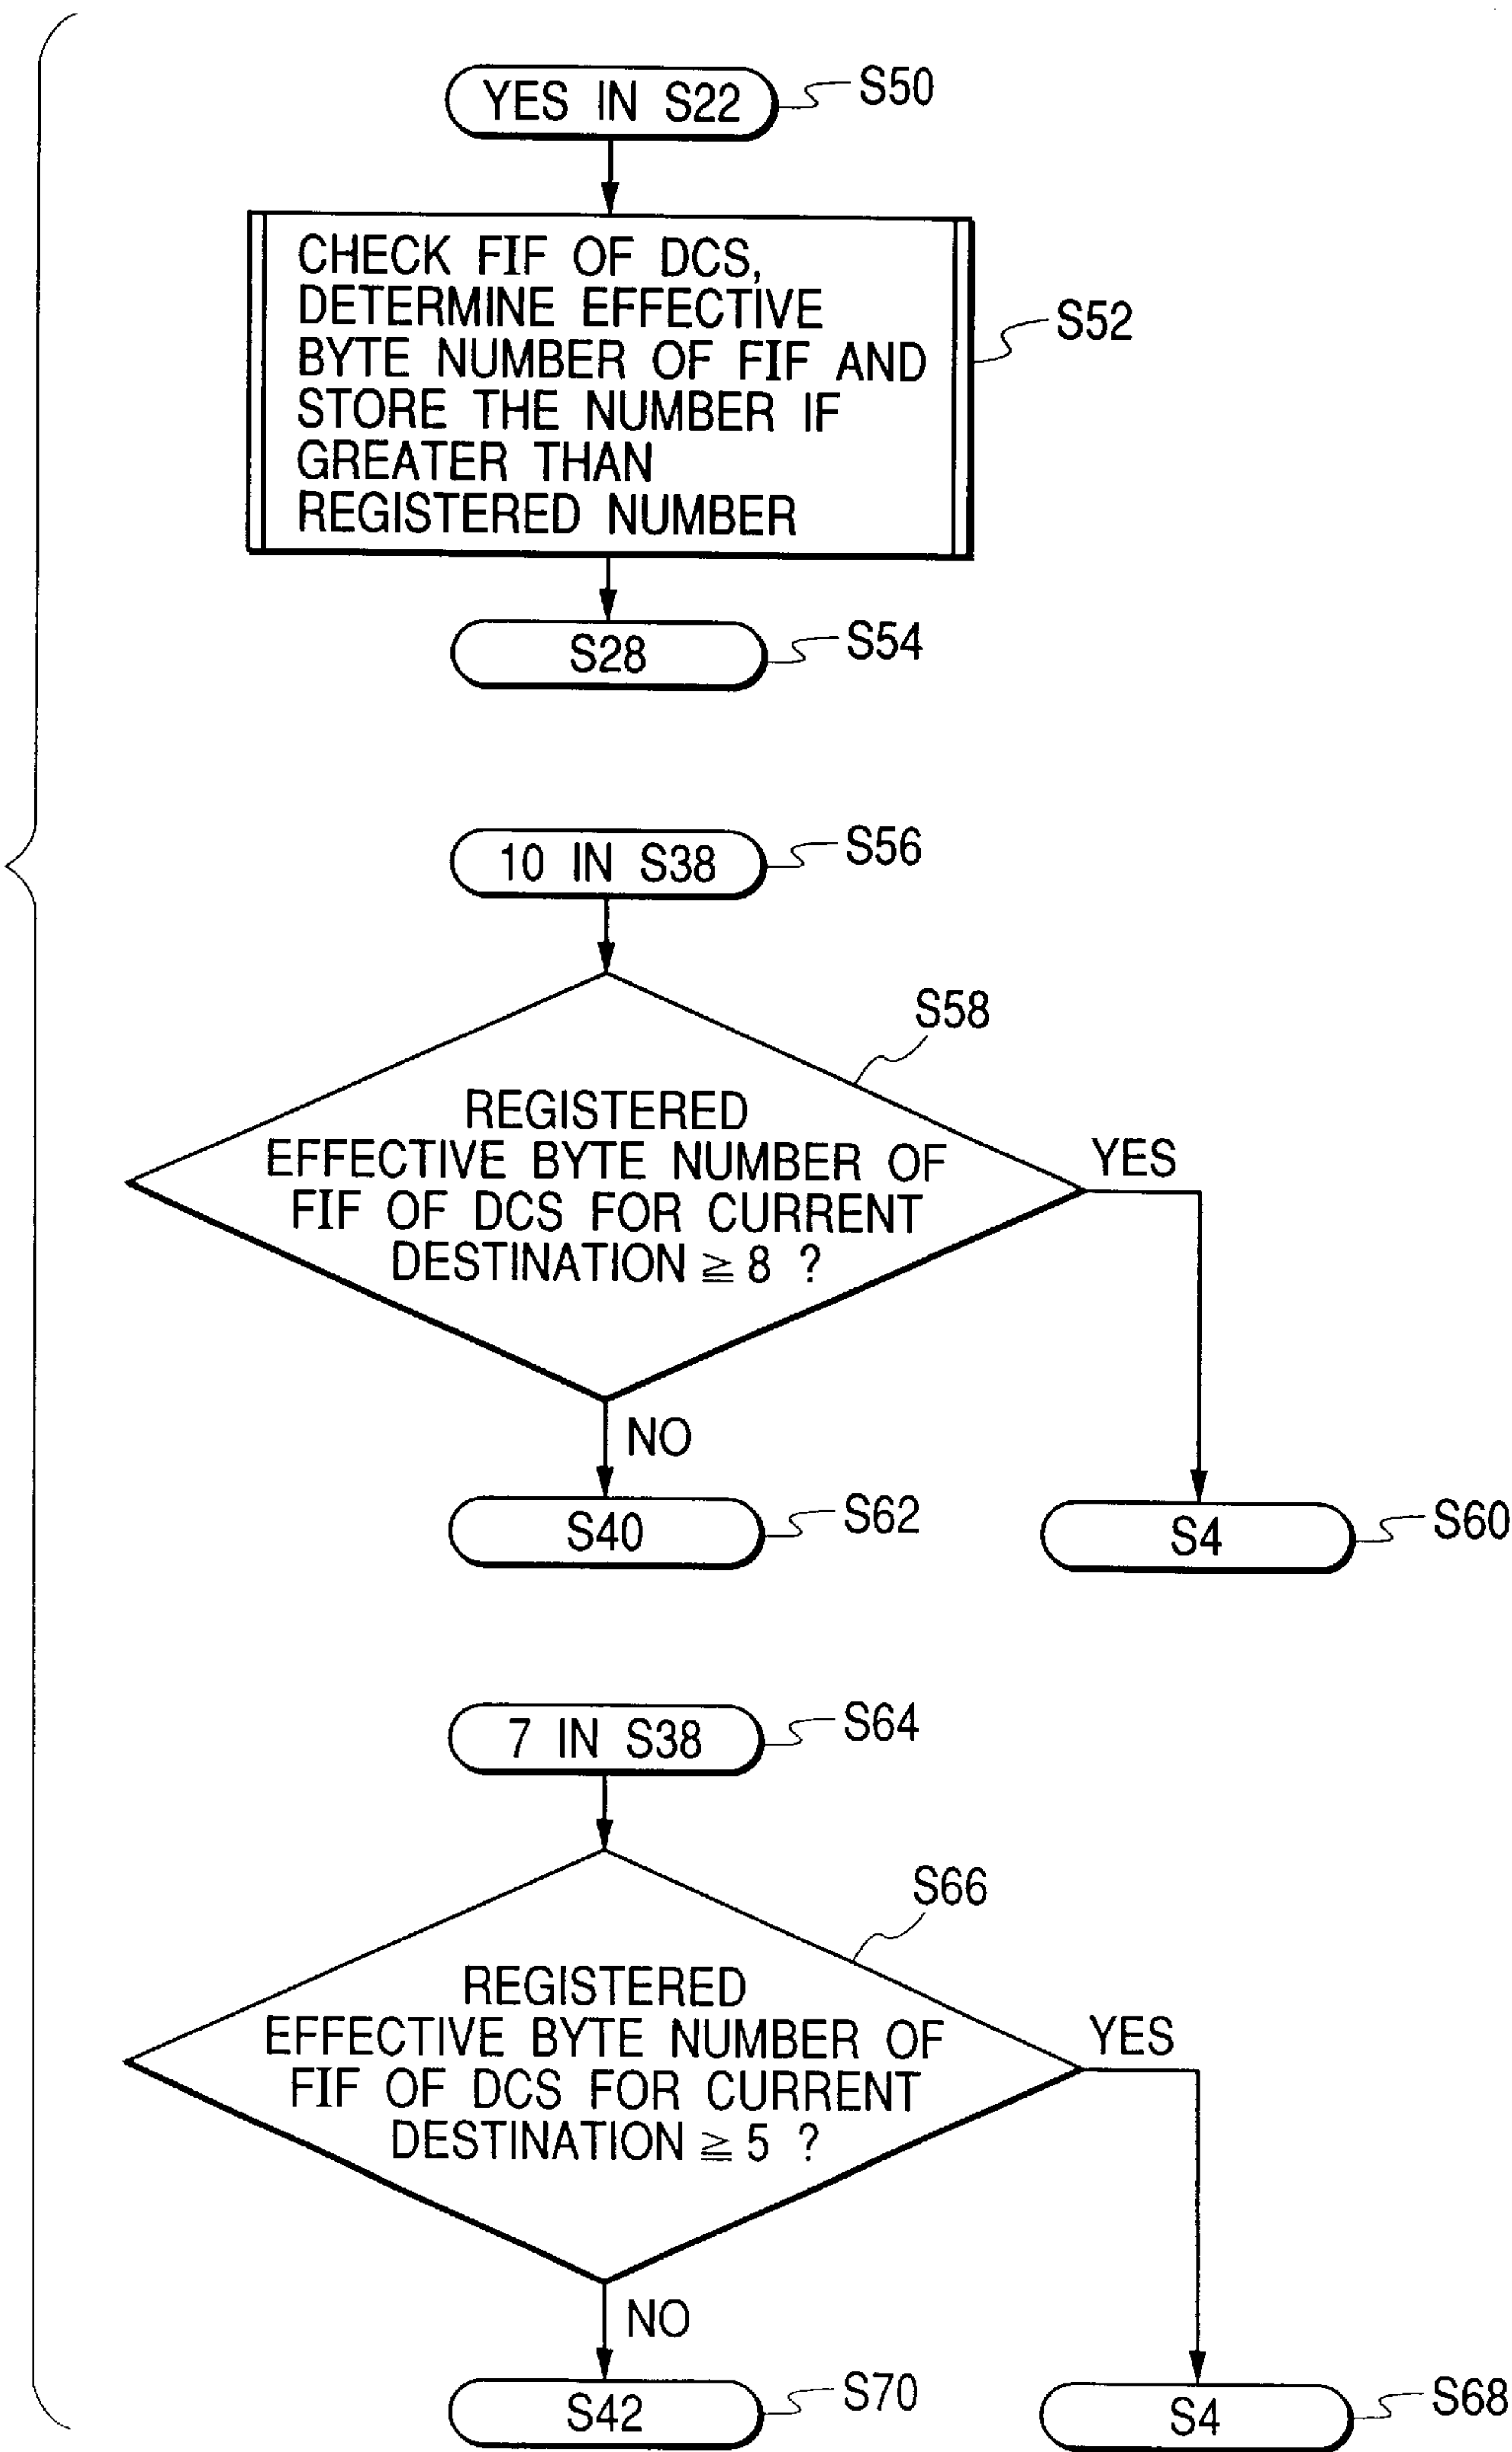 YES IN S22
S50
CHECK FIF OF DCS,
DETERMINE EFFECTIVE
BYTE NUMBER OF FIF AND
STORE THE NUMBER IF
GREATER THAN
REGISTERED NUMBER
S52
S28
S54
10 IN S38
S56
S58
REGISTERED
EFFECTIVE BYTE NUMBER OF
FIF OF DCS FOR CURRENT
DESTINATION ≧ 8 ?
YES
NO
S40
S62
S4
S60
7 IN S38
S64
S66
REGISTERED
EFFECTIVE BYTE NUMBER OF
FIF OF DCS FOR CURRENT
DESTINATION ≧ 5 ?
YES
NO
S42
S70
S4
S68